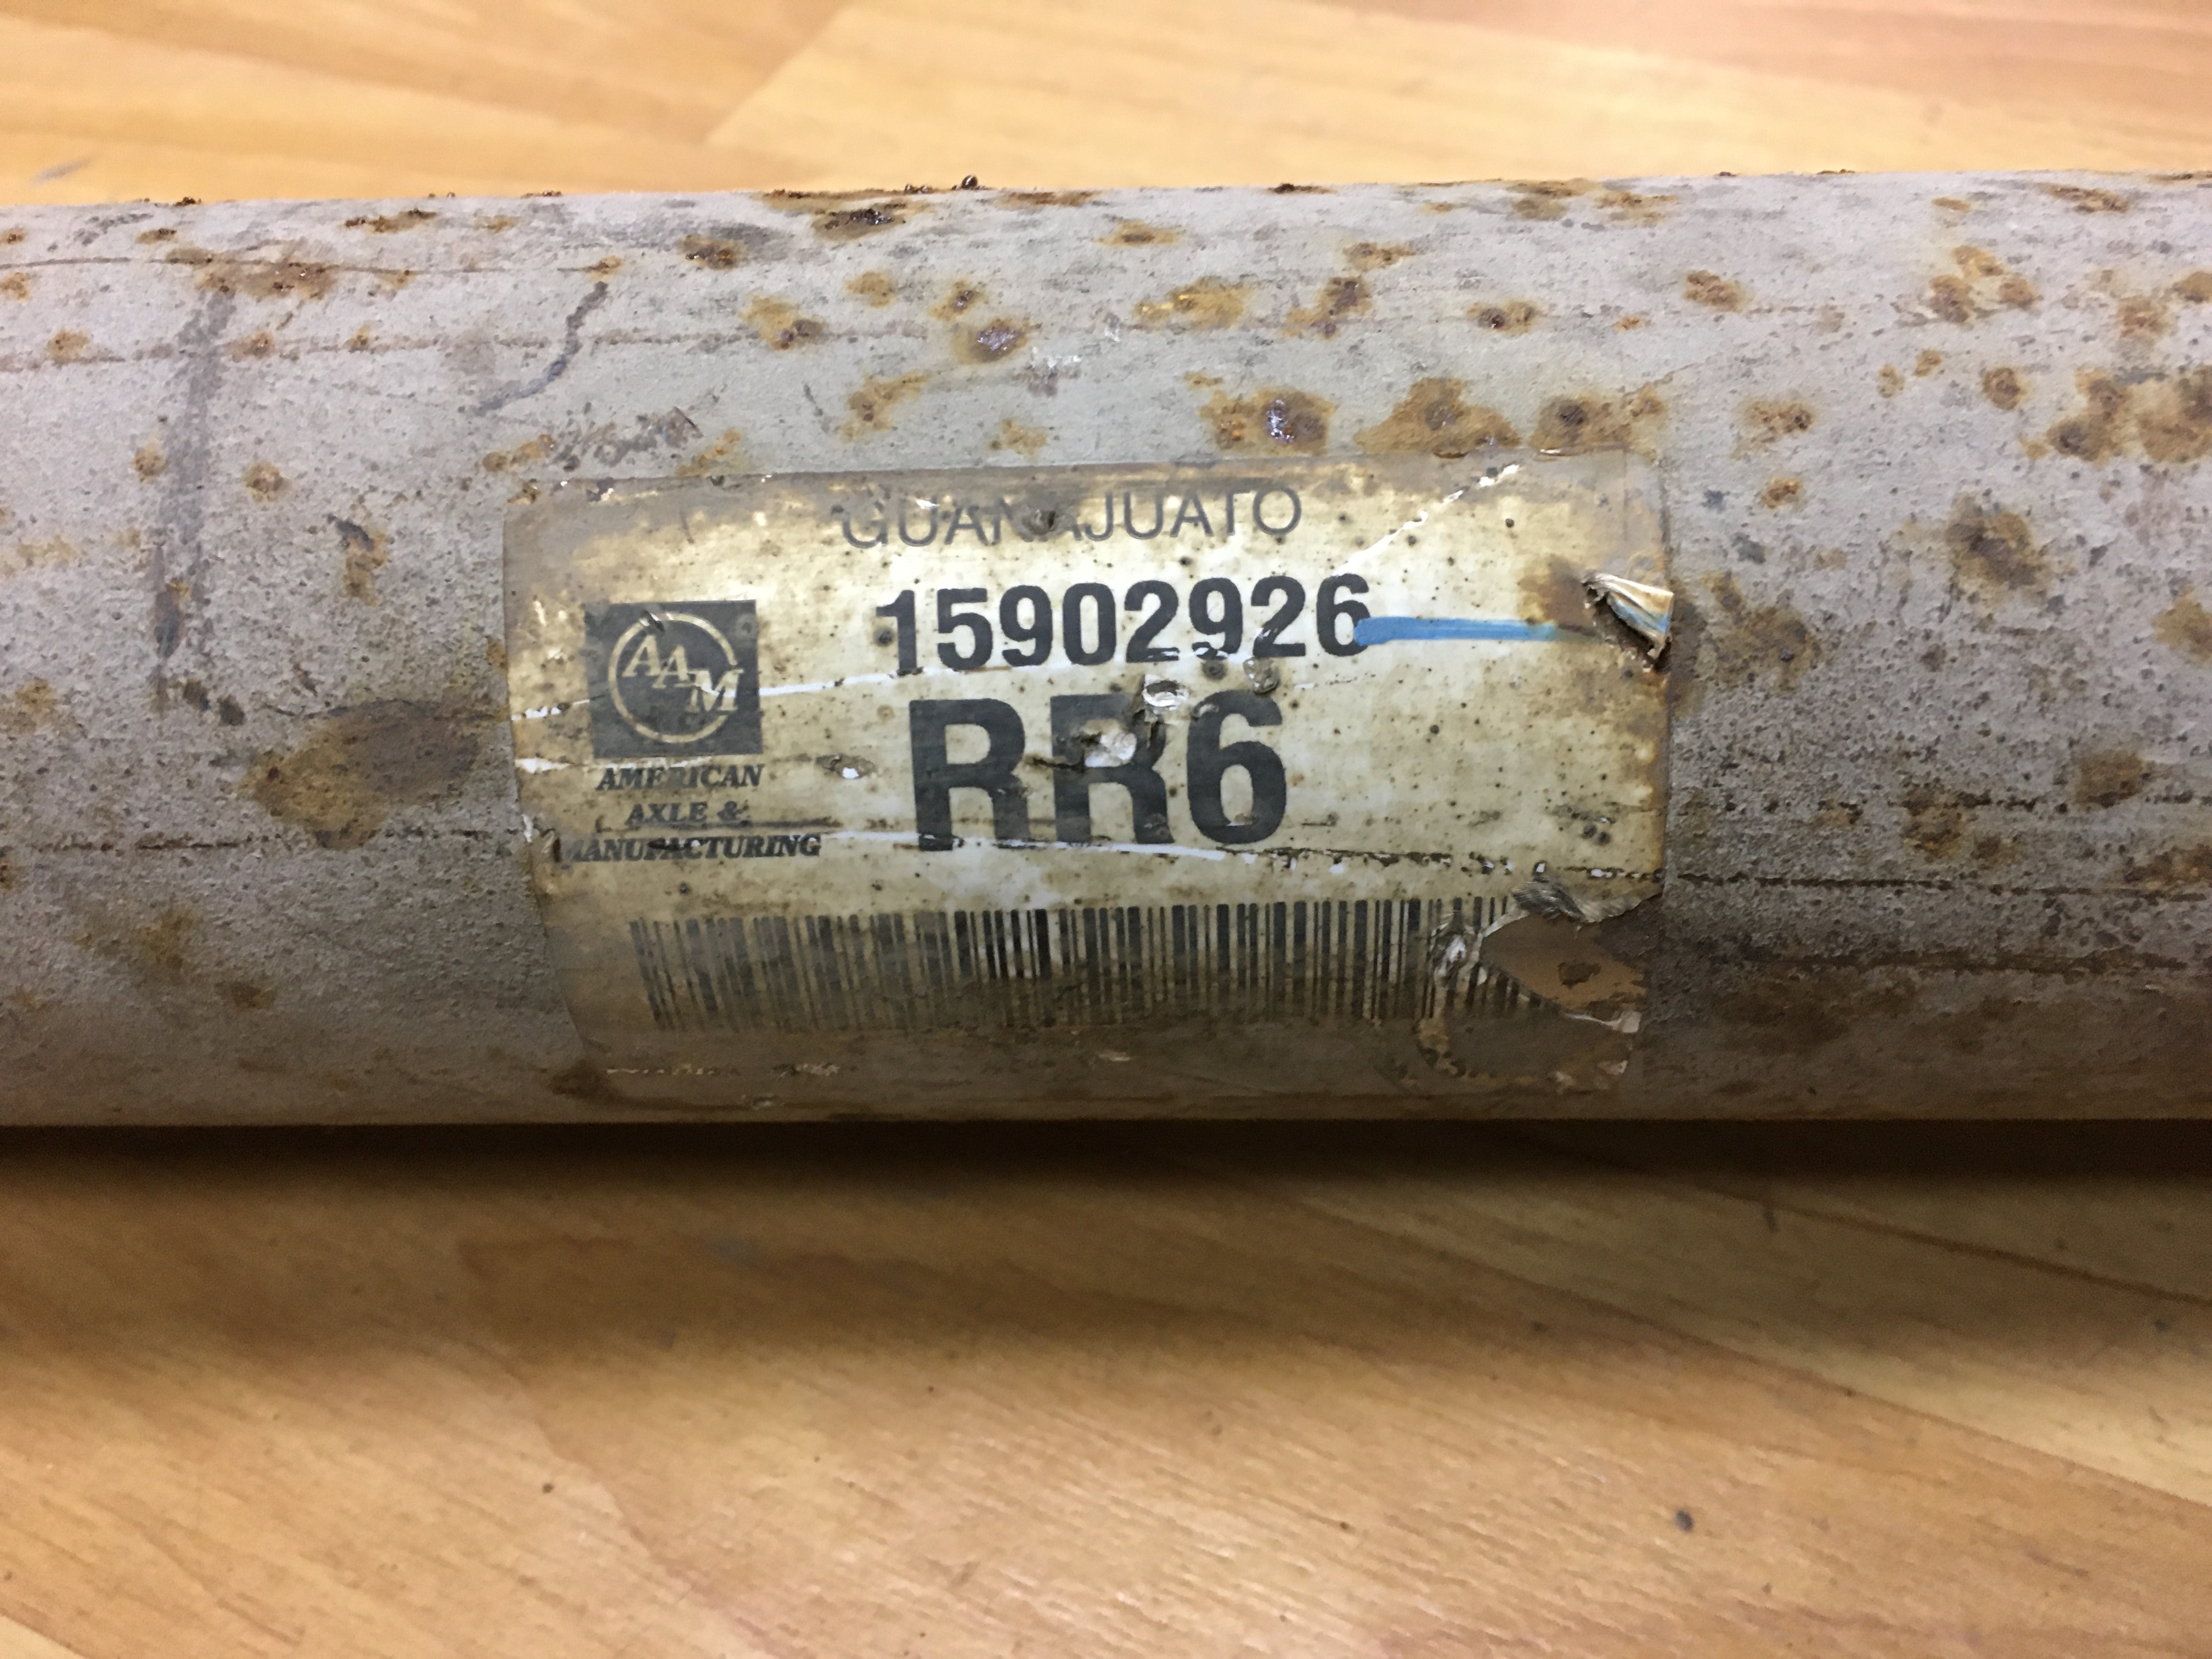 GUANAJUATO
15902926
RR6
AAM
AMERICAN
AXLE &
MANUFACTURING